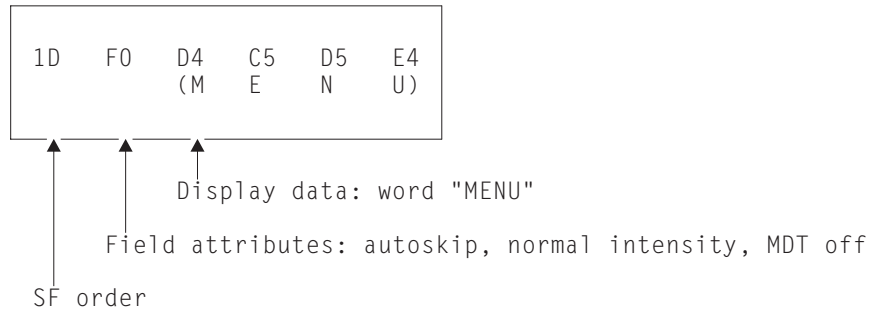 1D F0 D4 C5 D5 E4
(M E N U)
Display data: word "MENU"
Field attributes: autoskip, normal intensity, MDT off
SF order